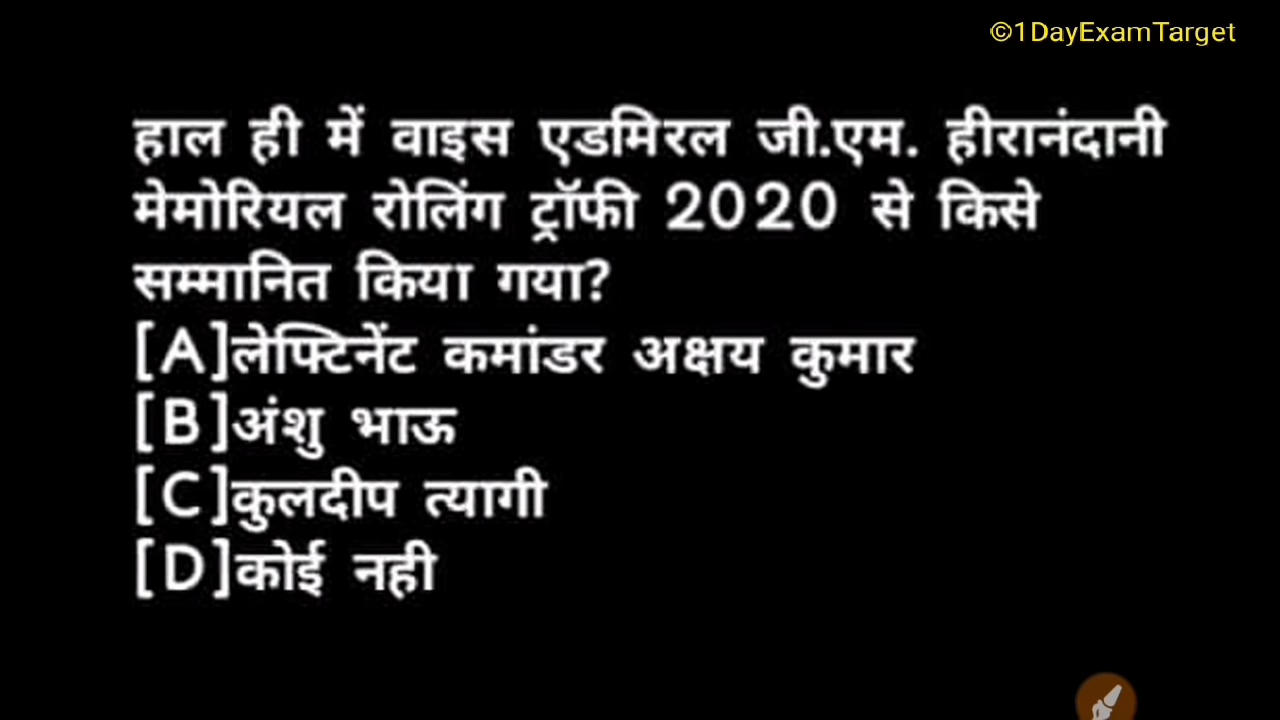 ©1DayExamTarget
हाल ही में वाइस एडमिरल जी.एम. हीरानंदानी
मेमोरियल रोलिंग ट्रॉफी 2020 से किसे
सम्मानित किया गया?
[A]लेफ्टिनेंट कमांडर अक्षय कुमार
[B]अंशु भाऊ
[C]कुलदीप त्यागी
[D]कोई नही